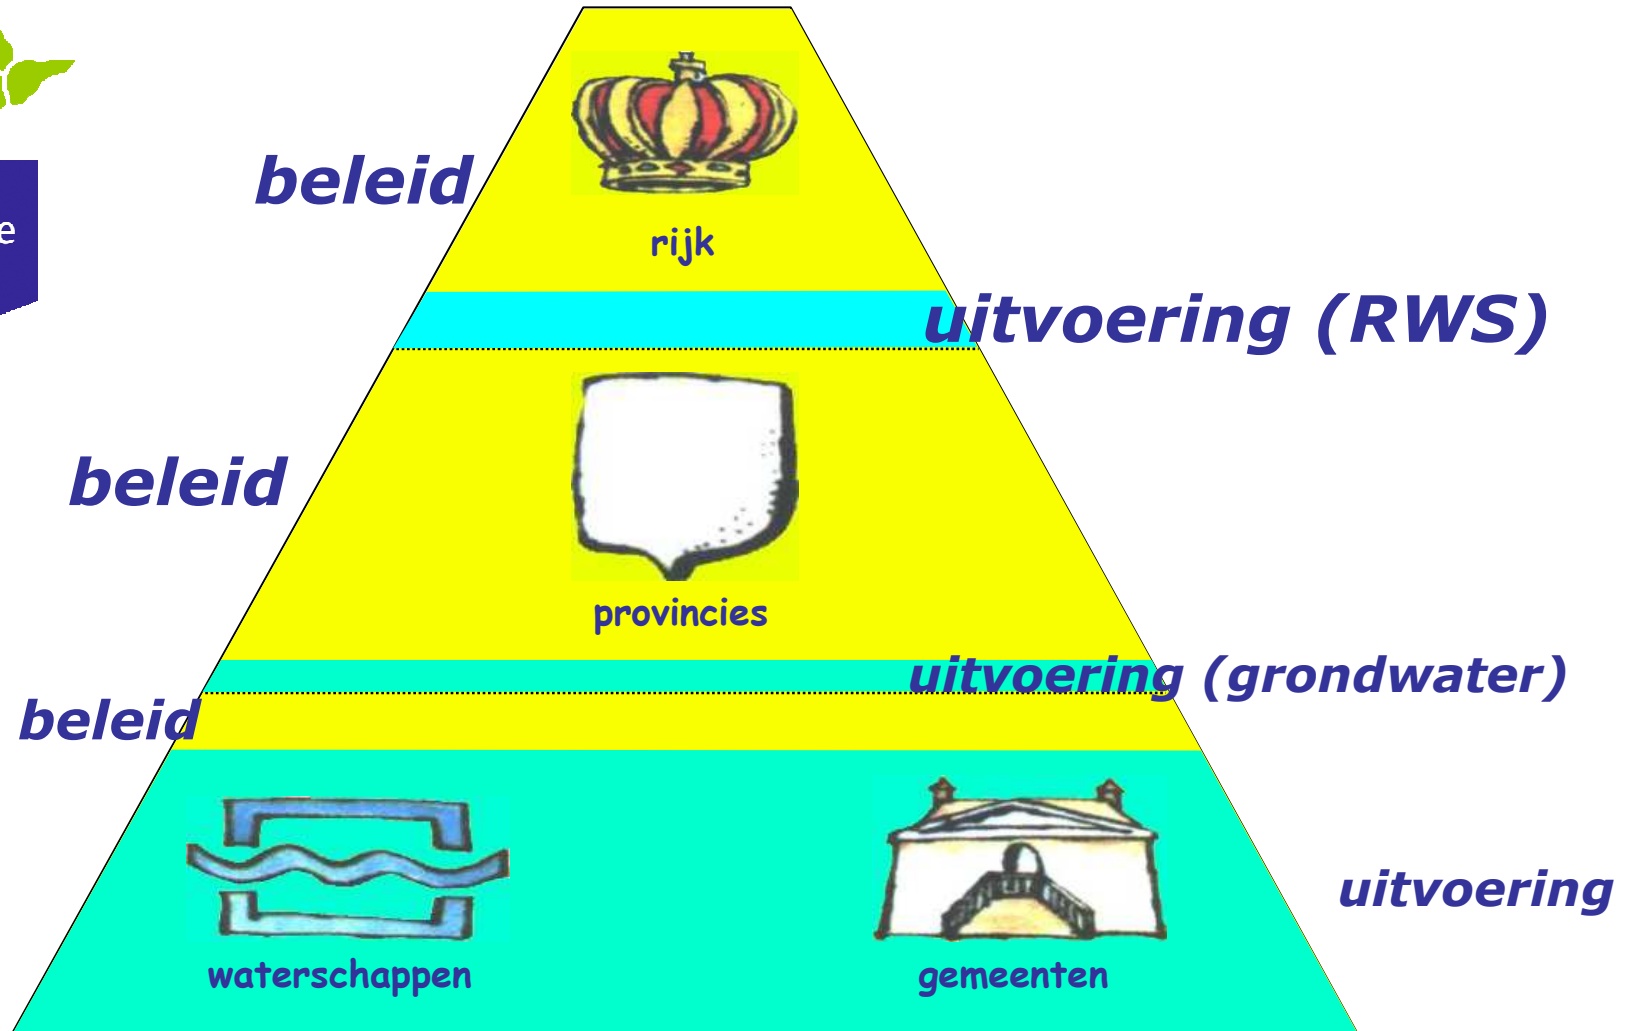 beleid
rijk
uitvoering (RWS)
beleid
provincies
uitvoering (grondwater)
beleid
uitvoering
waterschappen
gemeenten